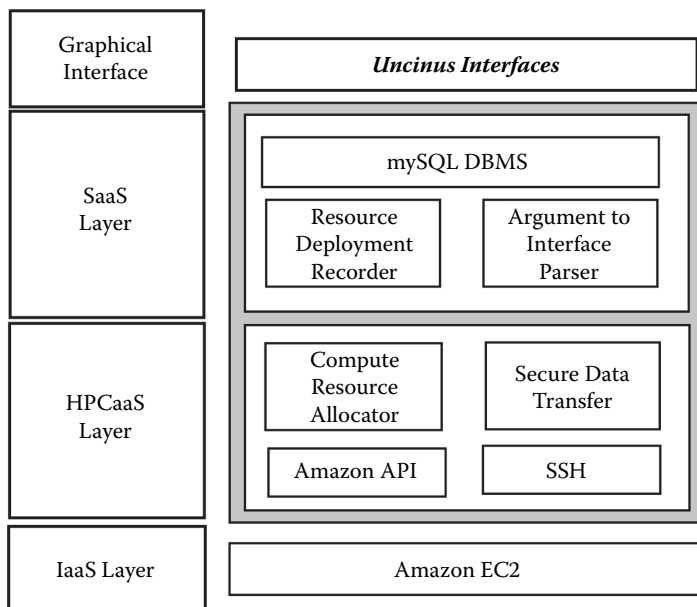 Graphical
Interface
Uncinus Interfaces
SaaS
Layer
mySQL DBMS
Resource
Deployment
Recorder
Argument to
Interface
Parser
HPCaaS
Layer
Compute
Resource
Allocator
Secure Data
Transfer
Amazon API
SSH
IaaS Layer
Amazon EC2